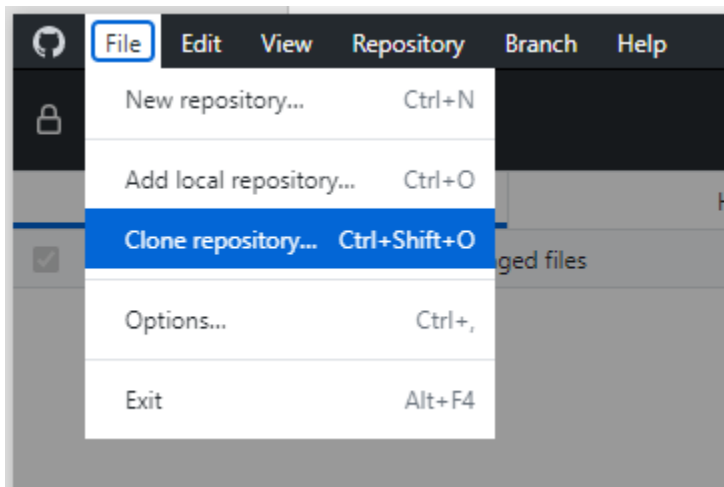 File Edit View Repository Branch Help
New repository... Ctrl+N
Add local repository... Ctrl+O
Clone repository... Ctrl+Shift+O
files
Options... Ctrl+,
Exit Alt+F4